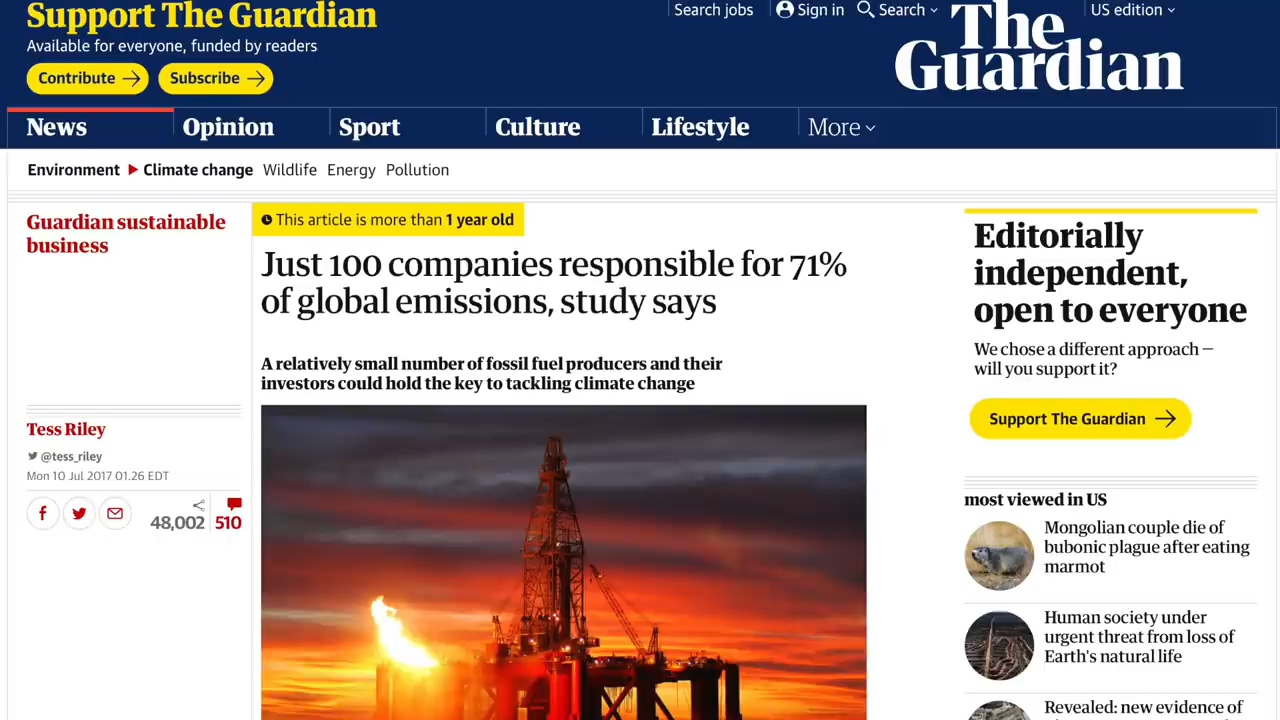 Support The Guardian
Available for everyone, funded by readers
Contribute
Subscribe
Search jobs
Sign in
Search
US edition
The
Guardian
News
Opinion
Sport
Culture
Lifestyle
More
Environment
Climate change
Wildlife
Energy
Pollution
Guardian sustainable
business
This article is more than 1 year old
Just 100 companies responsible for 71%
of global emissions, study says
A relatively small number of fossil fuel producers and their
investors could hold the key to tackling climate change
Tess Riley
@tess_riley
Mon 10 Jul 2017 01.26 EDT
48,002
510
Editorially
independent,
open to everyone
We chose a different approach —
will you support it?
Support The Guardian
most viewed in US
Mongolian couple die of
bubonic plague after eating
marmot
Human society under
urgent threat from loss of
Earth's natural life
Revealed: new evidence of